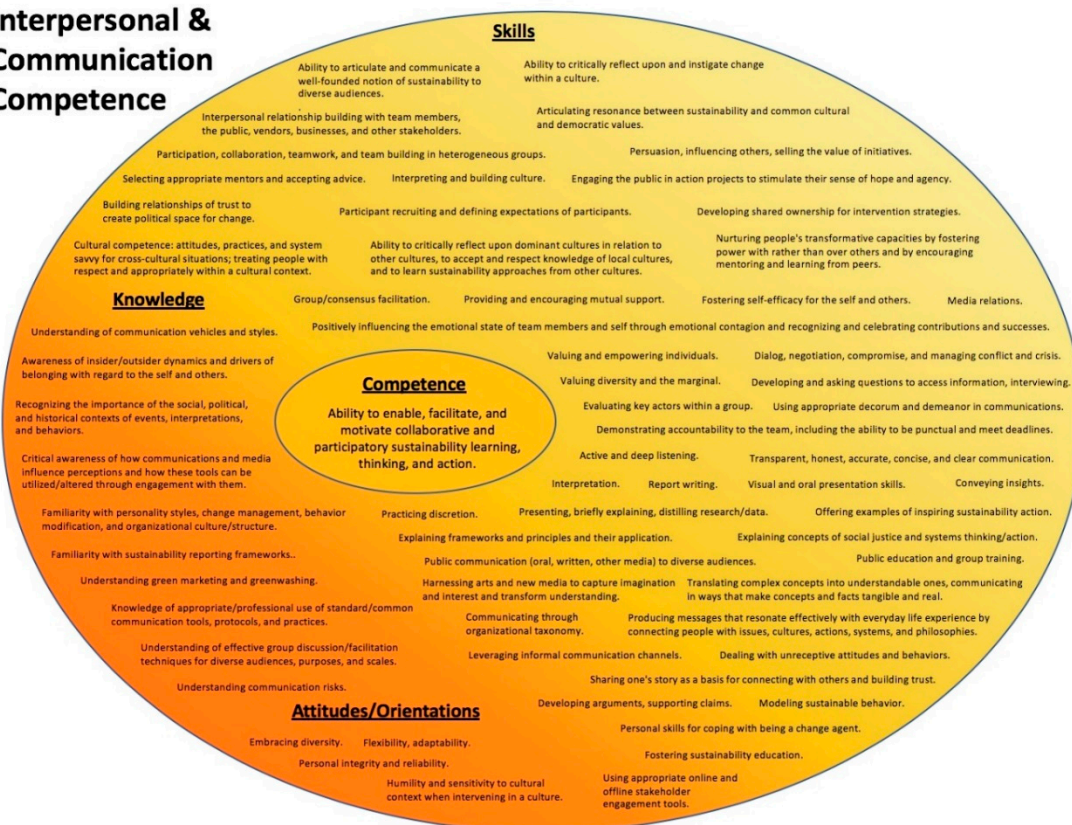 nterpersonal &
Communication
Competence
Skills
Ability to articulate and communicate a
well-founded notion of sustainability to
diverse audiences.
.
Ability to critically reflect upon and instigate change
within a culture.
Interpersonal relationship building with team members,
the public, vendors, businesses, and other stakeholders.
Articulating resonance between sustainability and common cultural
and democratic values.
Participation, collaboration, teamwork, and team building in heterogeneous groups.
Persuasion, influencing others, selling the value of initiatives.
Selecting appropriate mentors and accepting advice.
Interpreting and building culture.
Engaging the public in action projects to stimulate their sense of hope and agency.
Building relationships of trust to
create political space for change.
Participant recruiting and defining expectations of participants.
Developing shared ownership for intervention strategies.
Cultural competence: attitudes, practices, and system
savvy for cross-cultural situations; treating people with
respect and appropriately within a cultural context.
Ability to critically reflect upon dominant cultures in relation to
other cultures, to accept and respect knowledge of local cultures,
and to learn sustainability approaches from other cultures.
Nurturing people's transformative capacities by fostering
power with rather than over others and by encouraging
mentoring and learning from peers.
Group/consensus facilitation.
Providing and encouraging mutual support.
Fostering self-efficacy for the self and others.
Media relations.
Positively influencing the emotional state of team members and self through emotional contagion and recognizing and celebrating contributions and successes.
Valuing and empowering individuals.
Dialog, negotiation, compromise, and managing conflict and crisis.
Valuing diversity and the marginal.
Developing and asking questions to access information, interviewing.
Evaluating key actors within a group.
Using appropriate decorum and demeanor in communications.
Demonstrating accountability to the team, including the ability to be punctual and meet deadlines.
Active and deep listening.
Transparent, honest, accurate, concise, and clear communication.
Interpretation.
Report writing.
Visual and oral presentation skills.
Conveying insights.
Practicing discretion.
Presenting, briefly explaining, distilling research/data.
Offering examples of inspiring sustainability action.
Explaining frameworks and principles and their application.
Explaining concepts of social justice and systems thinking/action.
Public communication (oral, written, other media) to diverse audiences.
Public education and group training.
Harnessing arts and new media to capture imagination
and interest and transform understanding.
Translating complex concepts into understandable ones, communicating
in ways that make concepts and facts tangible and real.
Communicating through
organizational taxonomy.
Producing messages that resonate effectively with everyday life experience by
connecting people with issues, cultures, actions, systems, and philosophies.
Leveraging informal communication channels.
Dealing with unreceptive attitudes and behaviors.
Sharing one's story as a basis for connecting with others and building trust.
Developing arguments, supporting claims.
Modeling sustainable behavior.
Personal skills for coping with being a change agent.
Fostering sustainability education.
Using appropriate online and
offline stakeholder
engagement tools.
Knowledge
Understanding of communication vehicles and styles.
Awareness of insider/outsider dynamics and drivers of
belonging with regard to the self and others.
Recognizing the importance of the social, political,
and historical contexts of events, interpretations,
and behaviors.
Critical awareness of how communications and media
influence perceptions and how these tools can be
utilized/altered through engagement with them.
Familiarity with personality styles, change management, behavior
modification, and organizational culture/structure.
Familiarity with sustainability reporting frameworks..
Understanding green marketing and greenwashing.
Knowledge of appropriate/professional use of standard/common
communication tools, protocols, and practices.
Understanding of effective group discussion/facilitation
techniques for diverse audiences, purposes, and scales.
Understanding communication risks.
Competence
Ability to enable, facilitate, and
motivate collaborative and
participatory sustainability learning,
thinking, and action.
Attitudes/Orientations
Embracing diversity.
Flexibility, adaptability.
Personal integrity and reliability.
Humility and sensitivity to cultural
context when intervening in a culture.